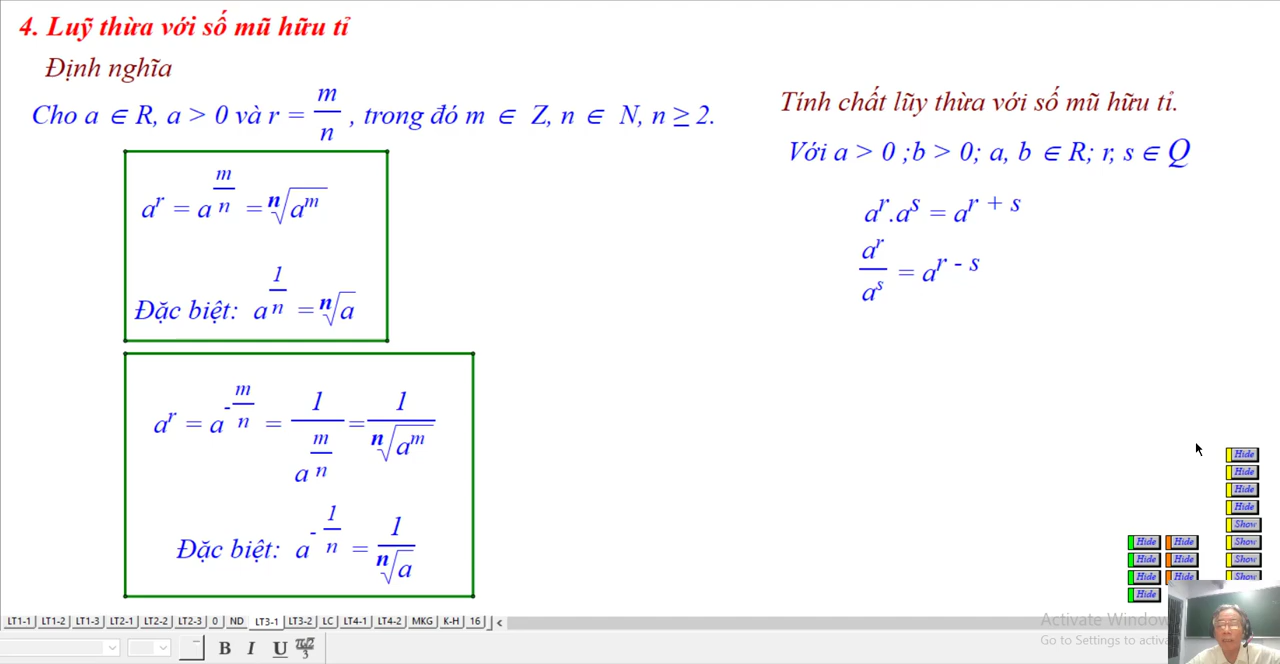 4. Luỹ thừa với số mũ hữu tỉ
Định nghĩa
Cho a ∈ R, a > 0 và r = m/n , trong đó m ∈ Z, n ∈ N, n ≥ 2.
a^r = a^(m/n) = ⁿ√(a^m)
Đặc biệt: a^(1/n) = ⁿ√a
a^r = a^(-m/n) = 1/a^(m/n) = 1/ⁿ√(a^m)
Đặc biệt: a^(-1/n) = 1/ⁿ√a
Tính chất lũy thừa với số mũ hữu tỉ.
Với a > 0 ;b > 0; a, b ∈ R; r, s ∈ Q
a^r.a^s = a^(r + s)
a^r/a^s = a^(r - s)
Hide
Hide
Hide
Hide
Show
Hide Hide Show
Hide Hide Show
Hide Hide Show
Hide
Activate Window
Go to Settings to activa
LT1-1 LT1-2 LT1-3 LT2-1 LT2-2 LT2-3 0 ND LT3-1 LT3-2 LC LT4-1 LT4-2 MKG K-H 16
B I U